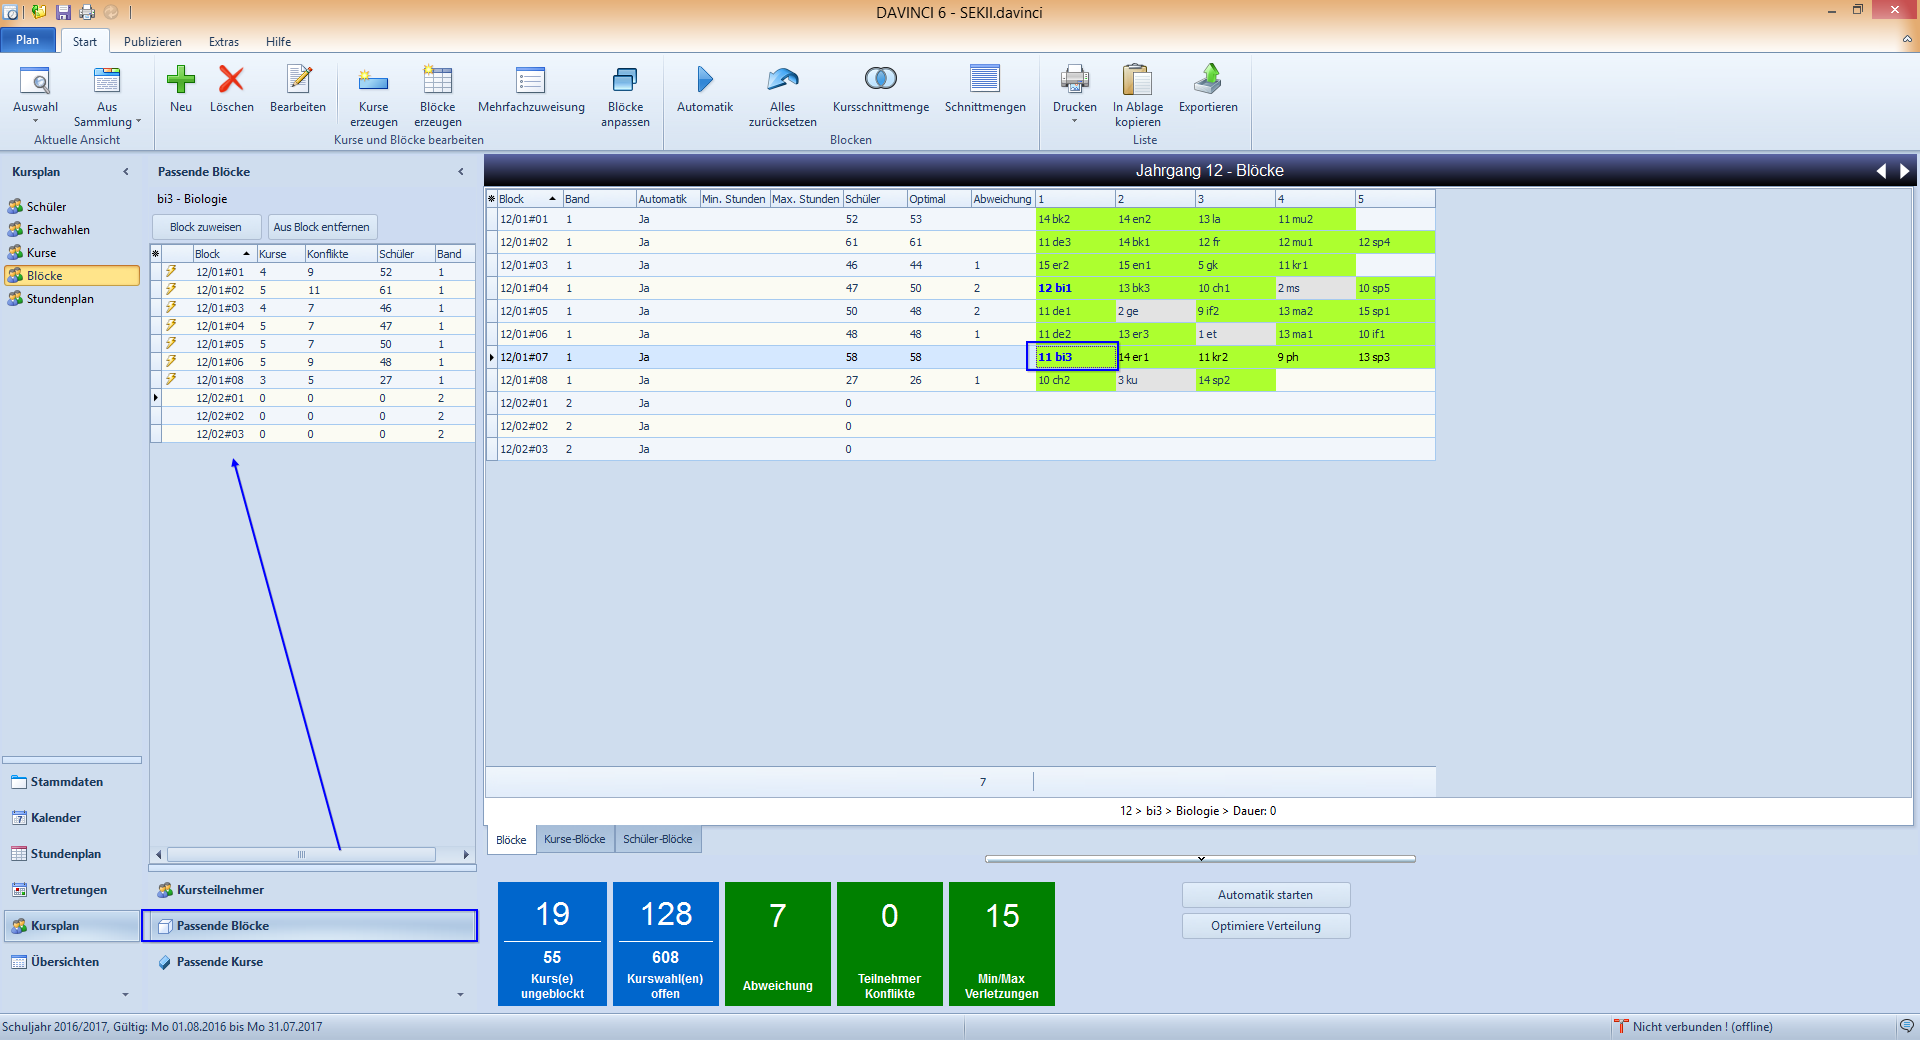 DAVINCI 6 - SEKII.davinci
Plan Start Publizieren Extras Hilfe
Auswahl
Aus Sammlung
Neu
Löschen
Bearbeiten
Kurse erzeugen
Blöcke erzeugen
Mehrfachzuweisung
Blöcke anpassen
Automatik
Alles zurücksetzen
Kursschnittmenge
Schnittmengen
Drucken
In Ablage kopieren
Exportieren
Aktuelle Ansicht
Kurse und Blöcke bearbeiten
Blocken
Liste
Kursplan
Schüler
Fachwahlen
Kurse
Blöcke
Stundenplan
Stammdaten
Kalender
Stundenplan
Vertretungen
Kursplan
Übersichten
Passende Blöcke
bi3 - Biologie
Block zuweisen Aus Block entfernen
Block Kurse Konflikte Schüler Band
12/01#01 4 9 52 1
12/01#02 5 11 61 1
12/01#03 4 7 46 1
12/01#04 5 7 47 1
12/01#05 5 7 50 1
12/01#06 5 9 48 1
12/01#08 3 5 27 1
12/02#01 0 0 0 2
12/02#02 0 0 0 2
12/02#03 0 0 0 2
Kursteilnehmer
Passende Blöcke
Passende Kurse
Jahrgang 12 - Blöcke
Block Band Automatik Min. Stunden Max. Stunden Schüler Optimal Abweichung 1 2 3 4 5
12/01#01 1 Ja 52 53 14 bk2 14 en2 13 la 11 mu2
12/01#02 1 Ja 61 61 11 de3 14 bk1 12 fr 12 mu1 12 sp4
12/01#03 1 Ja 46 44 1 15 er2 15 en1 5 gk 11 kr1
12/01#04 1 Ja 47 50 2 12 bi1 13 bk3 10 ch1 2 ms 10 sp5
12/01#05 1 Ja 50 48 2 11 de1 2 ge 9 if2 13 ma2 15 sp1
12/01#06 1 Ja 48 48 1 11 de2 13 er3 1 et 13 ma1 10 if1
12/01#07 1 Ja 58 58 11 bi3 14 er1 11 kr2 9 ph 13 sp3
12/01#08 1 Ja 27 26 1 10 ch2 3 ku 14 sp2
12/02#01 2 Ja 0
12/02#02 2 Ja 0
12/02#03 2 Ja 0
7
12 > bi3 > Biologie > Dauer: 0
Blöcke Kurse-Blöcke Schüler-Blöcke
19
55
Kurs(e)
ungeblockt
128
608
Kurswahl(en)
offen
7
Abweichung
0
Teilnehmer
Konflikte
15
Min/Max
Verletzungen
Automatik starten
Optimiere Verteilung
Schuljahr 2016/2017, Gültig: Mo 01.08.2016 bis Mo 31.07.2017
Nicht verbunden ! (offline)